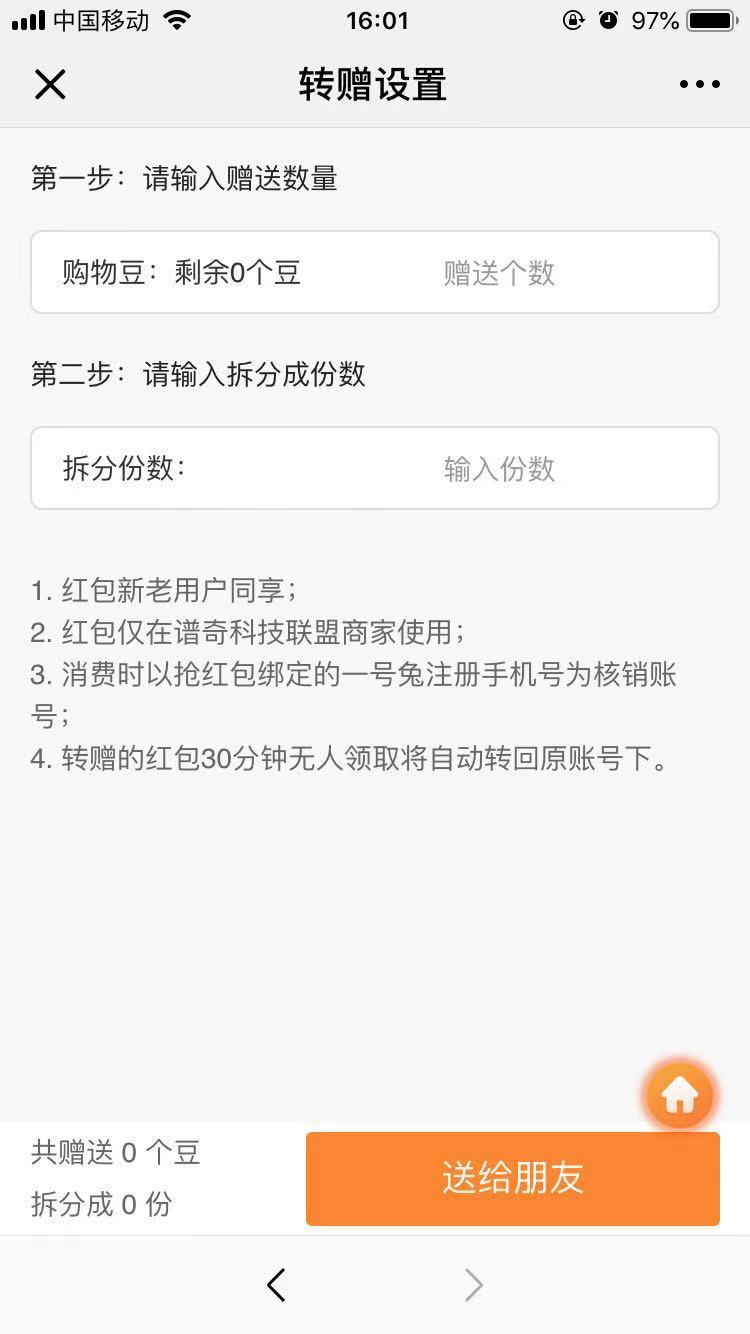 中国移动 16:01 97%
转赠设置
第一步：请输入赠送数量
购物豆：剩余0个豆 赠送个数
第二步：请输入拆分成份数
拆分份数： 输入份数
1. 红包新老用户同享；
2. 红包仅在谱奇科技联盟商家使用；
3. 消费时以抢红包绑定的一号兔注册手机号为核销账
号；
4. 转赠的红包30分钟无人领取将自动转回原账号下。
共赠送 0 个豆
拆分成 0 份
送给朋友